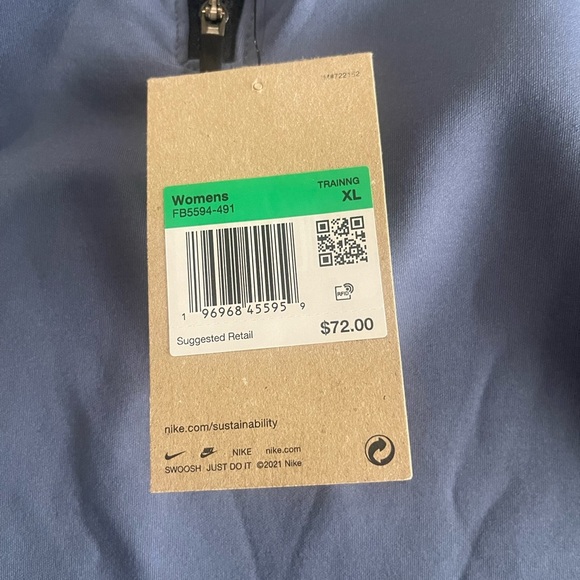 Womens TRAINNG
FB5594-491 XL
1 96968 45595 9
RFID
Suggested Retail $72.00
nike.com/sustainability
NIKE nike.com
SWOOSH JUST DO IT ©2021 Nike